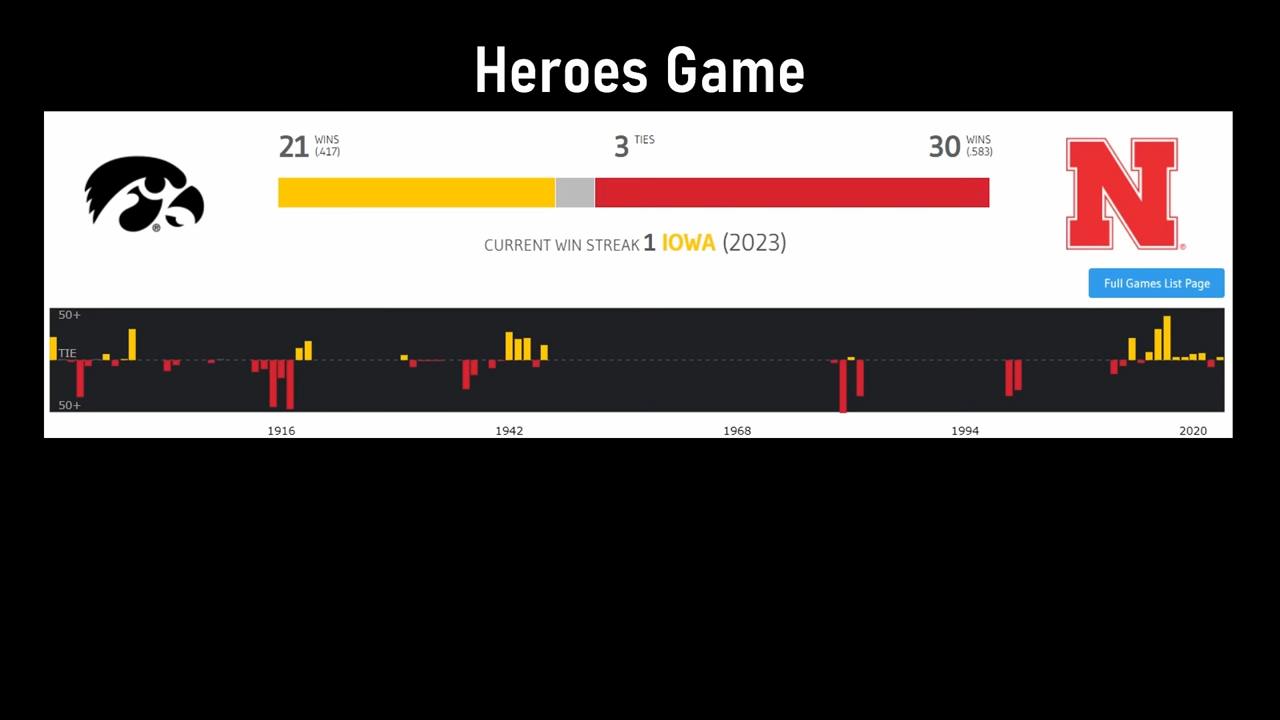 Heroes Game
21 WINS (.417)
3 TIES
30 WINS (.583)
N
CURRENT WIN STREAK 1 IOWA (2023)
Full Games List Page
50+
TIE
50+
1916 1942 1968 1994 2020